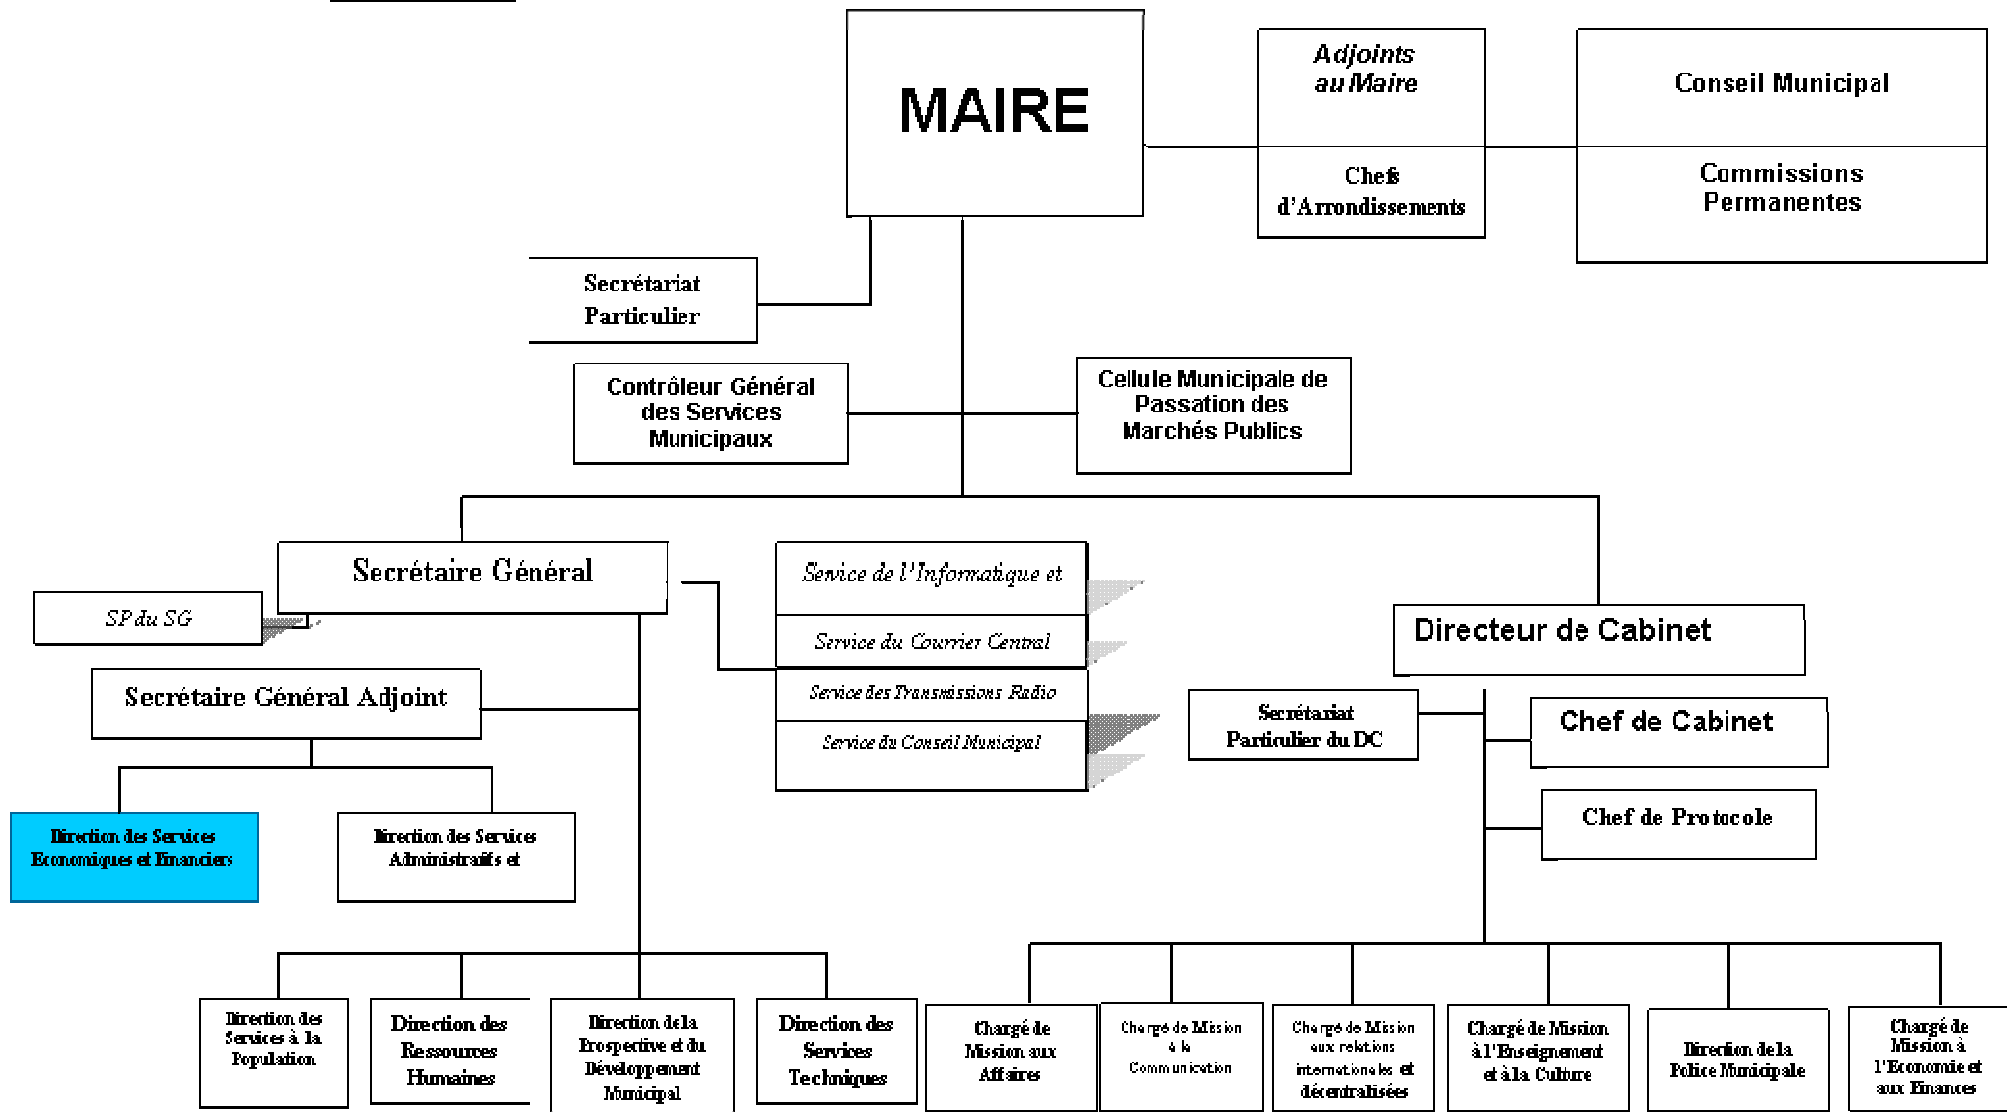 MAIRE
Adjoints
au Maire
Chefs
d'Arrondissements
Conseil Municipal
Commissions
Permanentes
Secrétariat
Particulier
Contrôleur Général
des Services
Municipaux
Cellule Municipale de
Passation des
Marchés Publics
Secrétaire Général
SP du SG
Secrétaire Général Adjoint
Service de l'Informatique et
Service du Courrier Central
Service des Transmissions Radio
Service du Conseil Municipal
Directeur de Cabinet
Secrétariat
Particulier du DC
Chef de Cabinet
Chef de Protocole
Direction des Services
Economiques et Financiers
Direction des Services
Administratifs et
Direction des
Services à la
Population
Direction des
Ressources
Humaines
Direction de la
Prospective et du
Développement
Municipal
Direction des
Services
Techniques
Chargé de
Mission aux
Affaires
Chargé de Mission
à la
Communication
Chargé de Mission
aux relations
internationales et
décentralisées
Chargé de Mission
à l'Enseignement
et à la Culture
Direction de la
Police Municipale
Chargé de
Mission à
l'Economie et
aux Finances